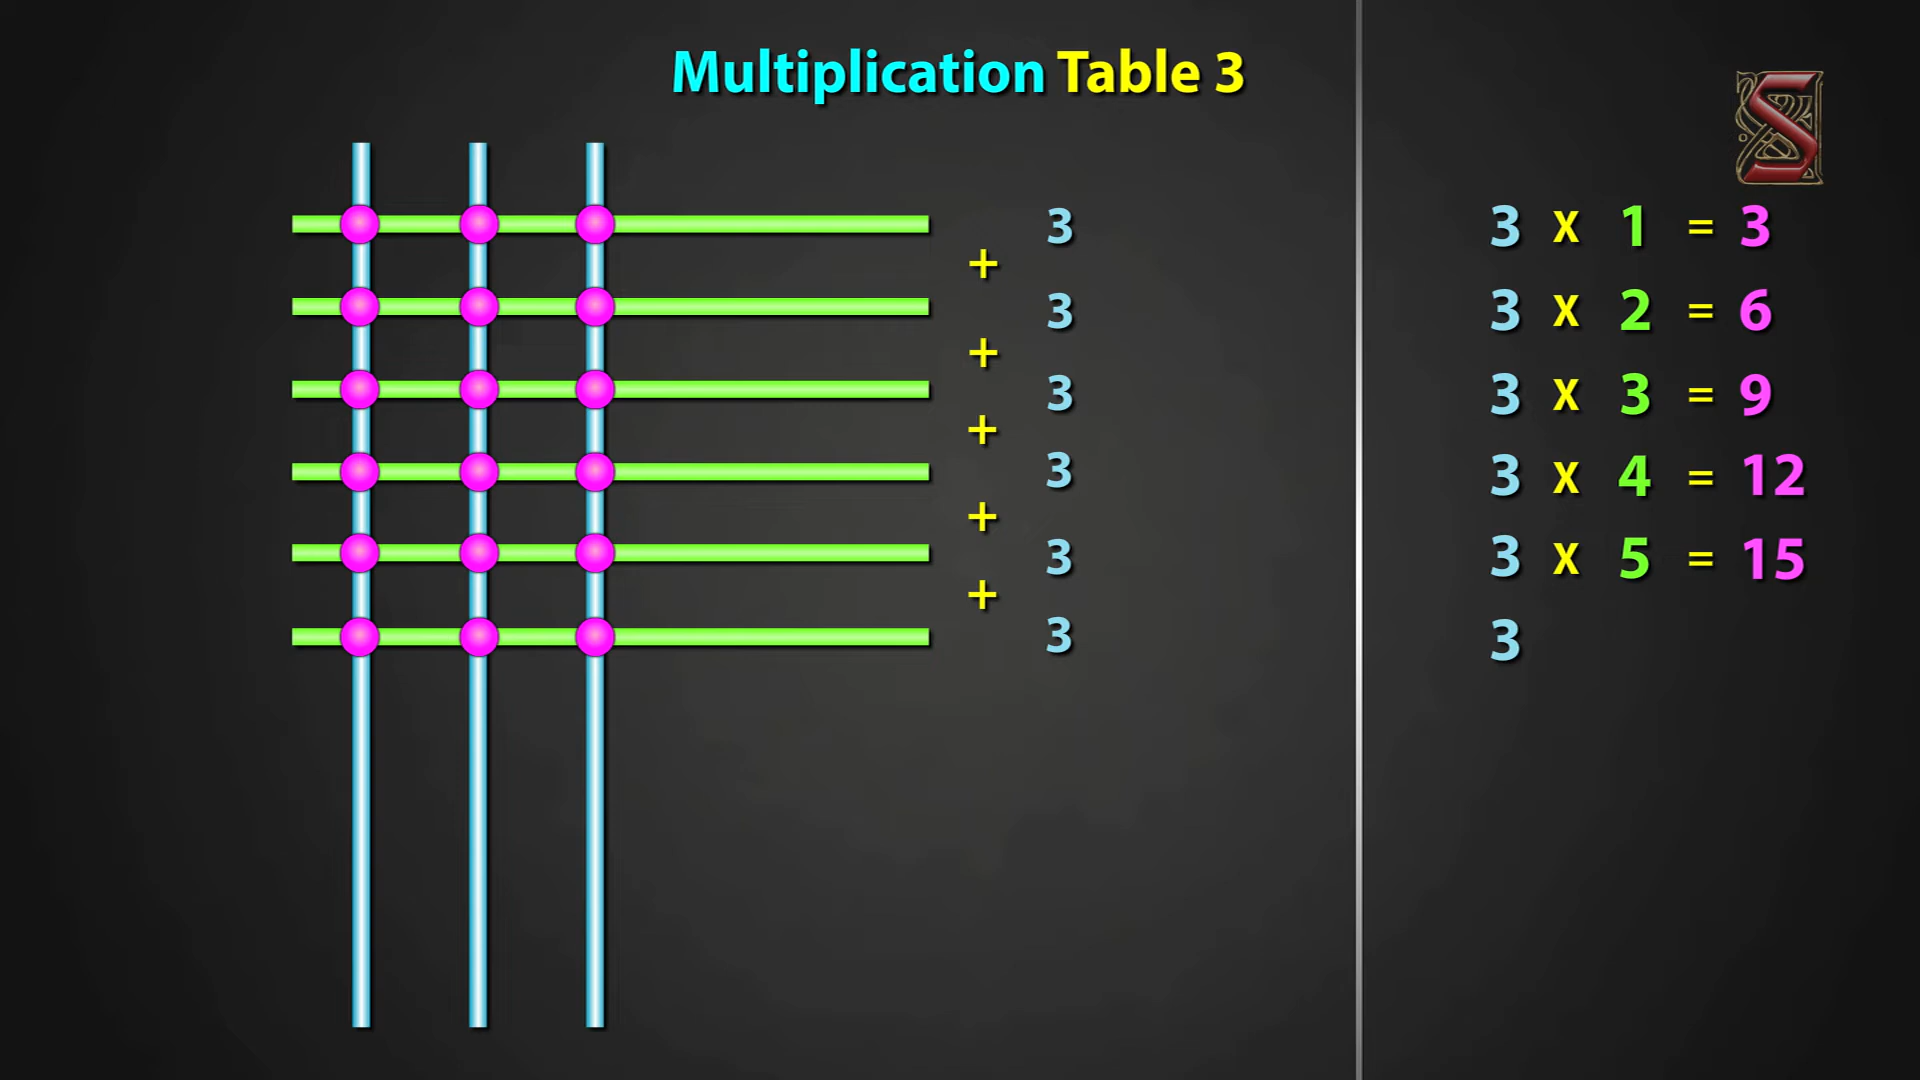 Multiplication Table 3
3
+
3
+
3
+
3
+
3
+
3
S
3 X 1 = 3
3 X 2 = 6
3 X 3 = 9
3 X 4 = 12
3 X 5 = 15
3